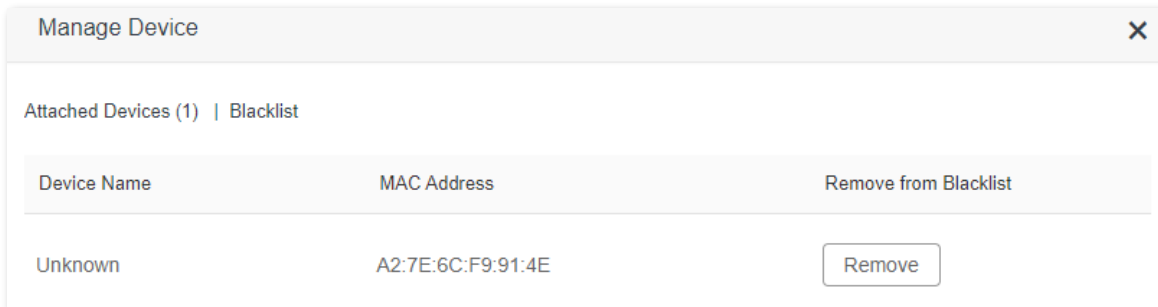 Manage Device
Attached Devices (1) | Blacklist
Device Name MAC Address Remove from Blacklist
Unknown A2:7E:6C:F9:91:4E Remove